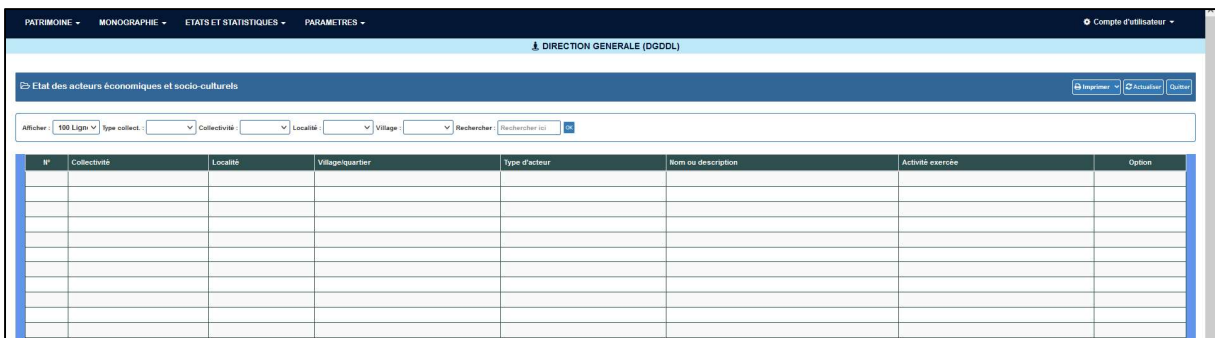 PATRIMOINE MONOGRAPHIE ETATS ET STATISTIQUES PARAMETRES Compte d'utilisateur
DIRECTION GENERALE (DGDDL)
Etat des acteurs économiques et socio-culturels Imprimer Actualiser Quitter
Afficher : 100 Lign Type collect. : Collectivité : Localité : Village : Rechercher : Rechercher ici OK
N° Collectivité Localité Village/quartier Type d'acteur Nom ou description Activité exercée Option